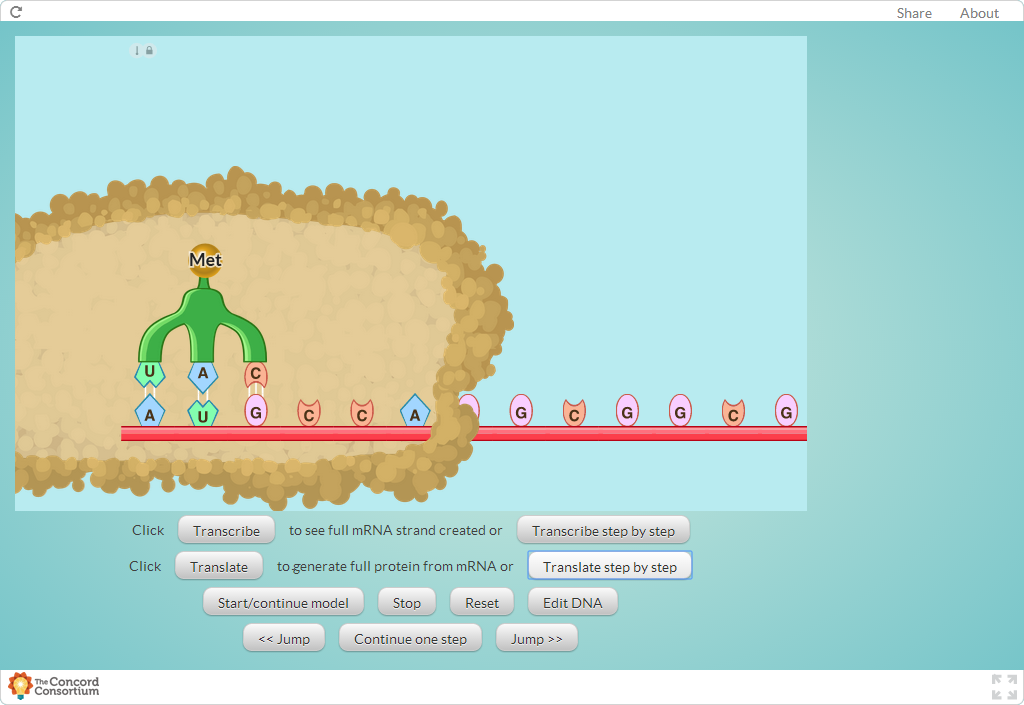 Share About
Met
U A C
A U G C C A G C G G C G
Click Transcribe to see full mRNA strand created or Transcribe step by step
Click Translate to generate full protein from mRNA or Translate step by step
Start/continue model Stop Reset Edit DNA
<< Jump Continue one step Jump >>
The Concord
Consortium